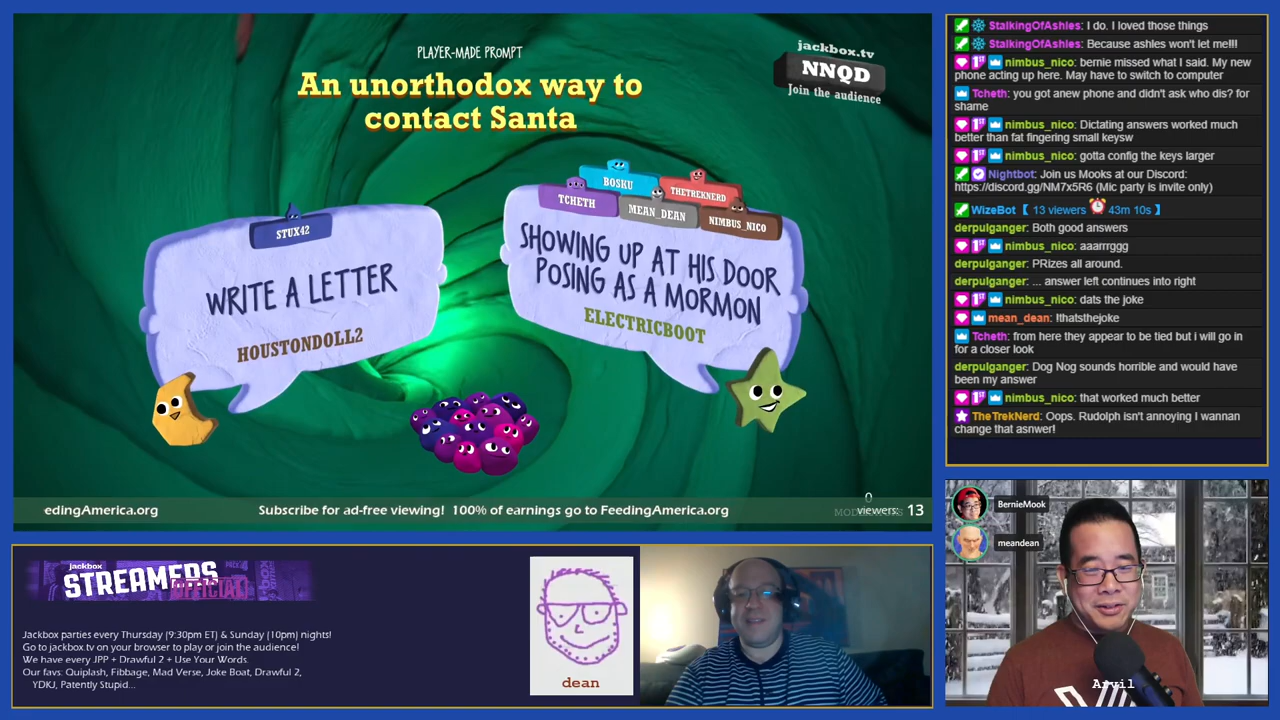 PLAYER-MADE PROMPT
An unorthodox way to
contact Santa
jackbox.tv
NNQD
Join the audience
STUX42
WRITE A LETTER
HOUSTONDOLL2
BOSKU
THETREKNERD
TCHETH
MEAN_DEAN
NIMBUS_NICO
SHOWING UP AT HIS DOOR
POSING AS A MORMON
ELECTRICBOOT
edingAmerica.org
Subscribe for ad-free viewing! 100% of earnings go to FeedingAmerica.org
0
viewers: 13
StalkingOfAshles: I do. I loved those things
StalkingOfAshles: Because ashles won't let me!!!
nimbus_nico: bernie missed what I said. My new
phone acting up here. May have to switch to computer
Tcheth: you got anew phone and didn't ask who dis? for
shame
nimbus_nico: Dictating answers worked much
better than fat fingering small keysw
nimbus_nico: gotta config the keys larger
Nightbot: Join us Mooks at our Discord:
https://discord.gg/NM7x5R6 (Mic party is invite only)
WizeBot 【 13 viewers ⏰ 43m 10s 】
derpulganger: Both good answers
nimbus_nico: aaarrrggg
derpulganger: PRizes all around.
derpulganger: ... answer left continues into right
nimbus_nico: dats the joke
mean_dean: !thatsthejoke
Tcheth: from here they appear to be tied but i will go in
for a closer look
derpulganger: Dog Nog sounds horrible and would have
been my answer
nimbus_nico: that worked much better
TheTrekNerd: Oops. Rudolph isn't annoying I wannan
change that asnwer!
jackbox
STREAMERS
OFFICIAL
Jackbox parties every Thursday (9:30pm ET) & Sunday (10pm) nights!
Go to jackbox.tv on your browser to play or join the audience!
We have every JPP + Drawful 2 + Use Your Words.
Our favs: Quiplash, Fibbage, Mad Verse, Joke Boat, Drawful 2,
YDKJ, Patently Stupid...
dean
BernieMook
meandean